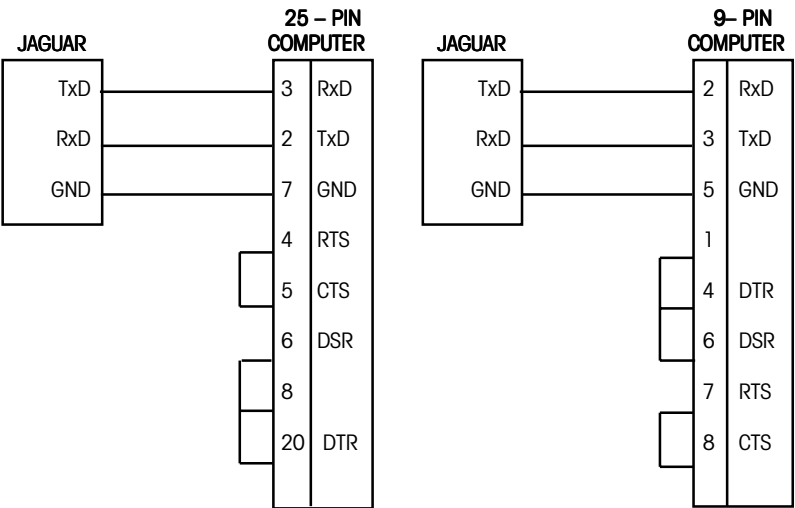 25 – PIN
JAGUAR COMPUTER
TxD 3 RxD
RxD 2 TxD
GND 7 GND
4 RTS
5 CTS
6 DSR
8
20 DTR
9– PIN
JAGUAR COMPUTER
TxD 2 RxD
RxD 3 TxD
GND 5 GND
1
4 DTR
6 DSR
7 RTS
8 CTS